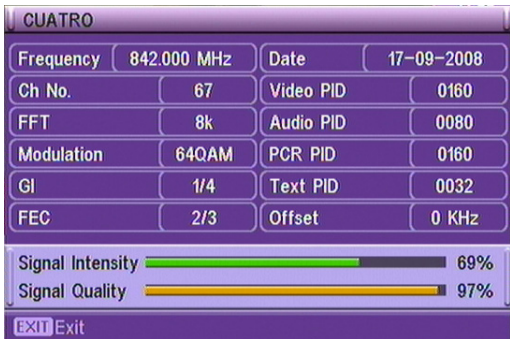 CUATRO
Frequency 842.000 MHz Date 17-09-2008
Ch No. 67 Video PID 0160
FFT 8k Audio PID 0080
Modulation 64QAM PCR PID 0160
GI 1/4 Text PID 0032
FEC 2/3 Offset 0 KHz
Signal Intensity 69%
Signal Quality 97%
EXIT Exit